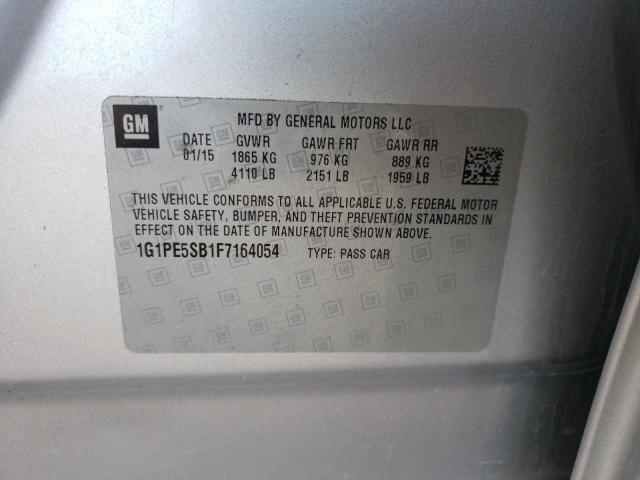 GM
MFD BY GENERAL MOTORS LLC
DATE GVWR GAWR FRT GAWR RR
01/15 1865 KG 976 KG 889 KG
4110 LB 2151 LB 1959 LB
THIS VEHICLE CONFORMS TO ALL APPLICABLE U.S. FEDERAL MOTOR
VEHICLE SAFETY, BUMPER, AND THEFT PREVENTION STANDARDS IN
EFFECT ON THE DATE OF MANUFACTURE SHOWN ABOVE.
1G1PE5SB1F7164054 TYPE: PASS CAR